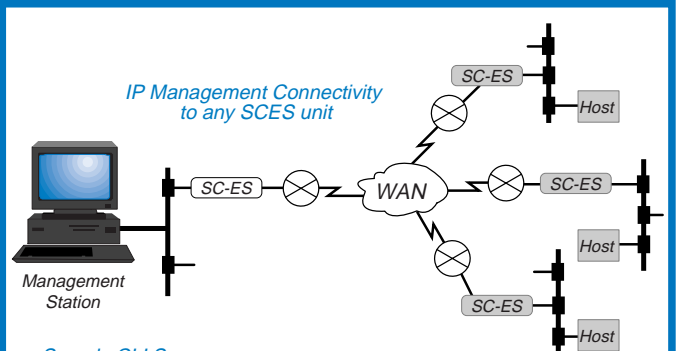 IP Management Connectivity
to any SCES unit
SC-ES
Host
SC-ES
WAN
SC-ES
Host
Management
Station
SC-ES
Host